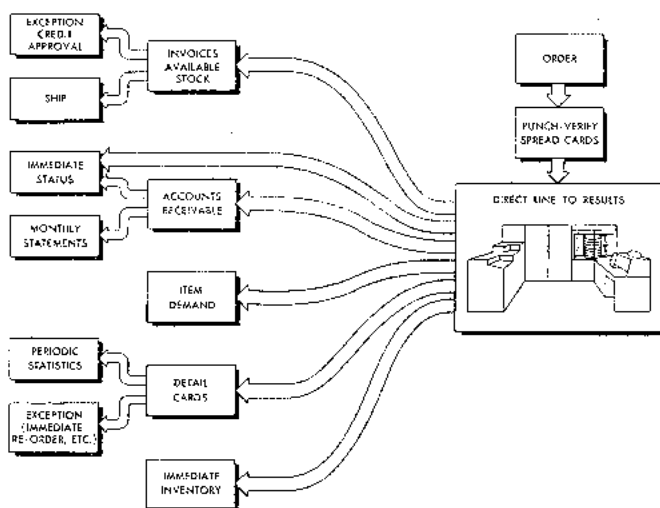 EXCEPTION
CREDIT
APPROVAL
INVOICES
AVAILABLE
STOCK
SHIP
ORDER
PUNCH-VERIFY
SPREAD CARDS
IMMEDIATE
STATUS
ACCOUNTS
RECEIVABLE
MONTHLY
STATEMENTS
DIRECT LINE TO RESULTS
ITEM
DEMAND
PERIODIC
STATISTICS
DETAIL
CARDS
EXCEPTION
(IMMEDIATE
RE-ORDER, ETC.)
IMMEDIATE
INVENTORY